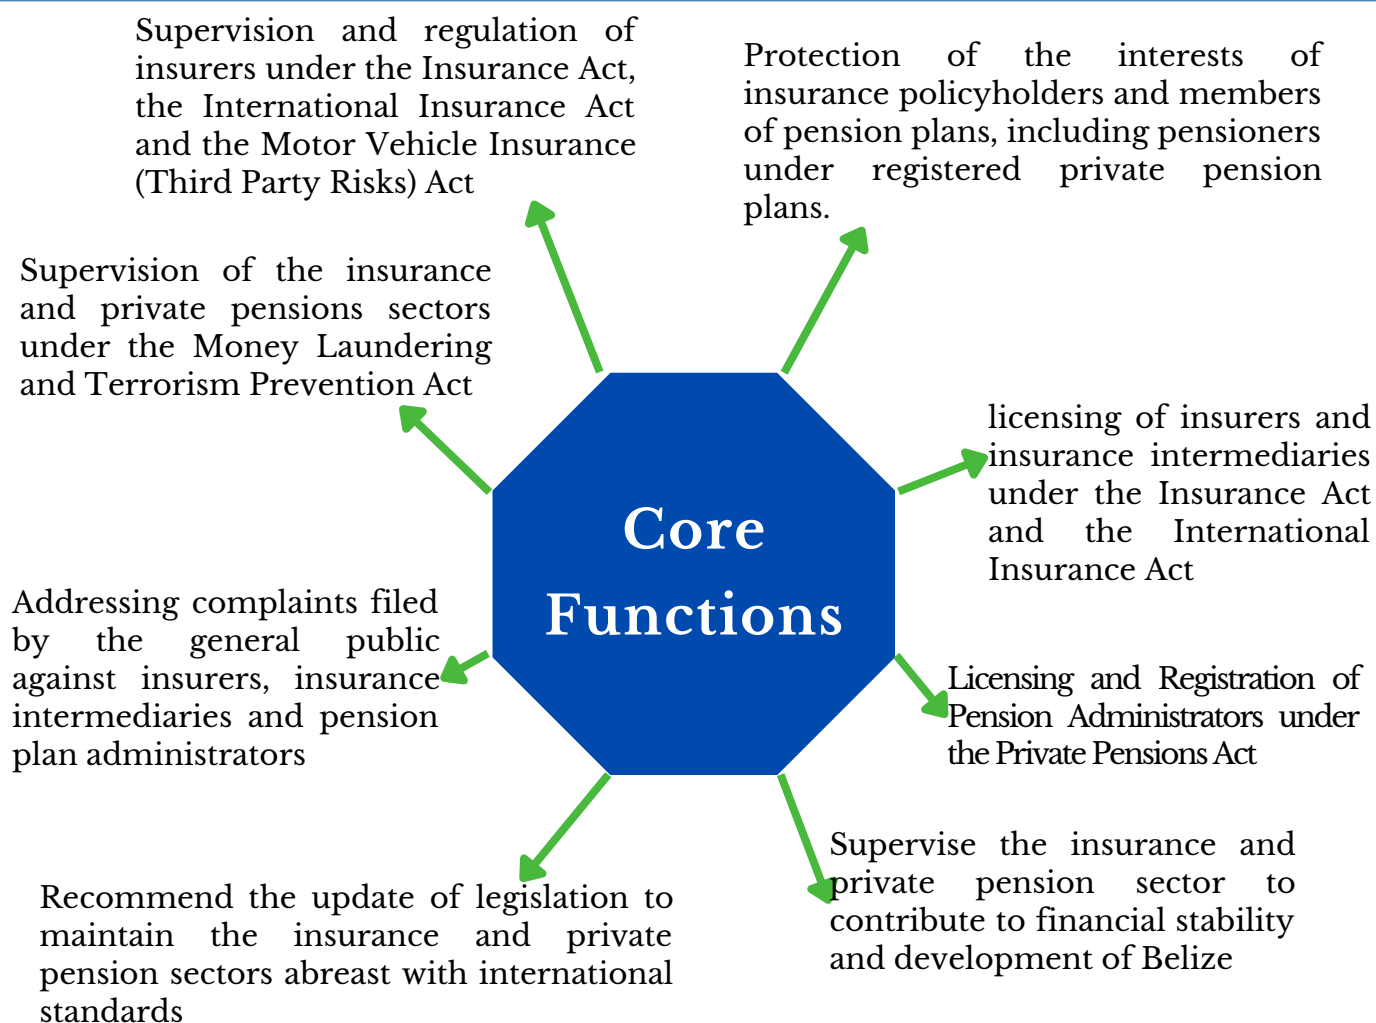 Supervision and regulation of
insurers under the Insurance Act,
the International Insurance Act
and the Motor Vehicle Insurance
(Third Party Risks) Act
Protection of the interests of
insurance policyholders and members
of pension plans, including pensioners
under registered private pension
plans.
Supervision of the insurance
and private pensions sectors
under the Money Laundering
and Terrorism Prevention Act
licensing of insurers and
insurance intermediaries
under the Insurance Act
and the International
Insurance Act
Core
Functions
Addressing complaints filed
by the general public
against insurers, insurance
intermediaries and pension
plan administrators
Licensing and Registration of
Pension Administrators under
the Private Pensions Act
Supervise the insurance and
private pension sector to
contribute to financial stability
and development of Belize
Recommend the update of legislation to
maintain the insurance and private
pension sectors abreast with international
standards